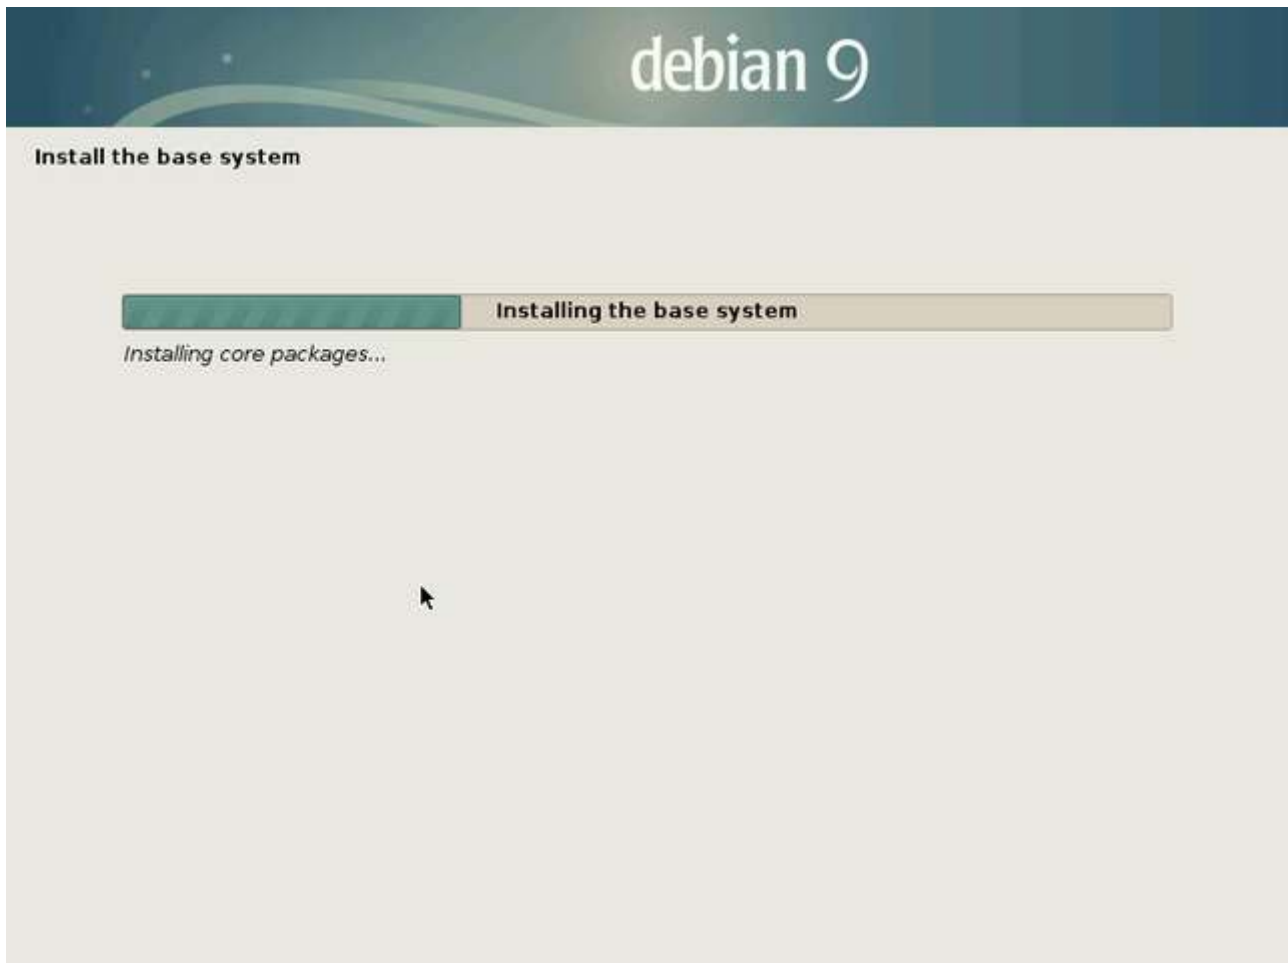 debian 9
Install the base system
Installing the base system
Installing core packages...